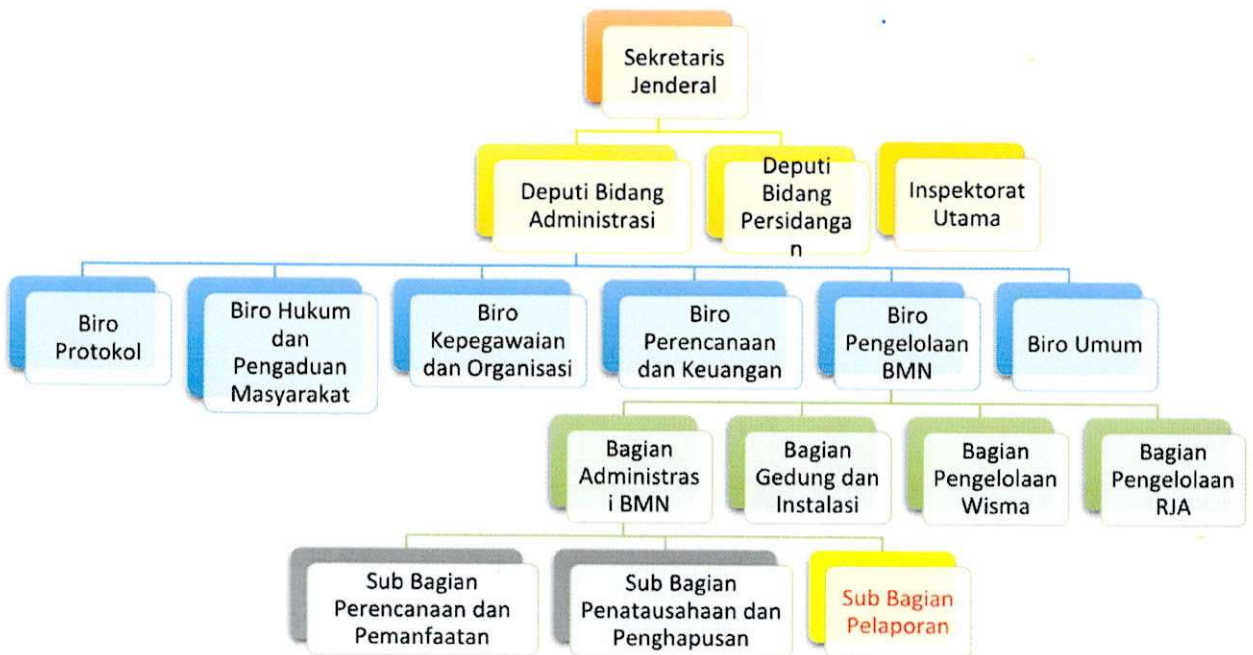 Sekretaris
Jenderal
Deputi Bidang
Administrasi
Deputi
Bidang
Persidanga
n
Inspektorat
Utama
Biro
Protokol
Biro Hukum
dan
Pengaduan
Masyarakat
Biro
Kepegawaian
dan Organisasi
Biro
Perencanaan
dan Keuangan
Biro
Pengelolaan
BMN
Biro Umum
Bagian
Administras
i BMN
Bagian
Gedung dan
Instalasi
Bagian
Pengelolaan
Wisma
Bagian
Pengelolaan
RJA
Sub Bagian
Perencanaan dan
Pemanfaatan
Sub Bagian
Penatausahaan dan
Penghapusan
Sub Bagian
Pelaporan